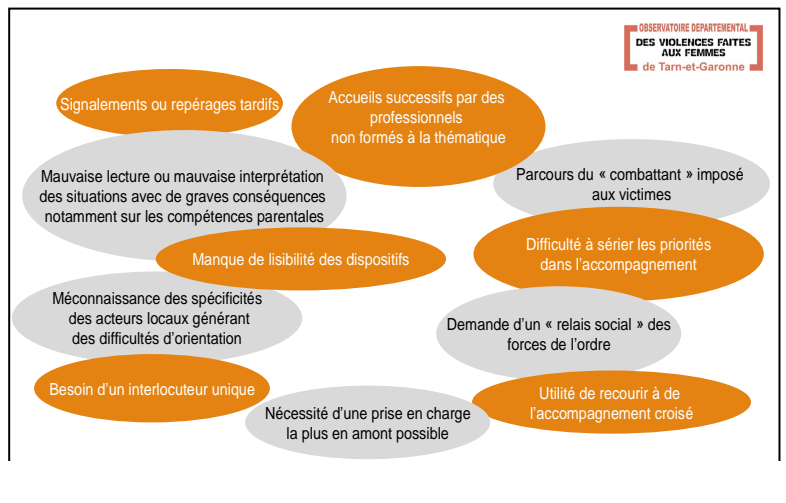 OBSERVATOIRE DEPARTEMENTAL
DES VIOLENCES FAITES
AUX FEMMES
de Tarn-et-Garonne
Signalements ou repérages tardifs
Accueils successifs par des
professionnels
non formés à la thématique
Mauvaise lecture ou mauvaise interprétation
des situations avec de graves conséquences
notamment sur les compétences parentales
Parcours du « combattant » imposé
aux victimes
Manque de lisibilité des dispositifs
Difficulté à sérier les priorités
dans l'accompagnement
Méconnaissance des spécificités
des acteurs locaux générant
des difficultés d'orientation
Demande d'un « relais social » des
forces de l'ordre
Besoin d'un interlocuteur unique
Utilité de recourir à de
l'accompagnement croisé
Nécessité d'une prise en charge
la plus en amont possible